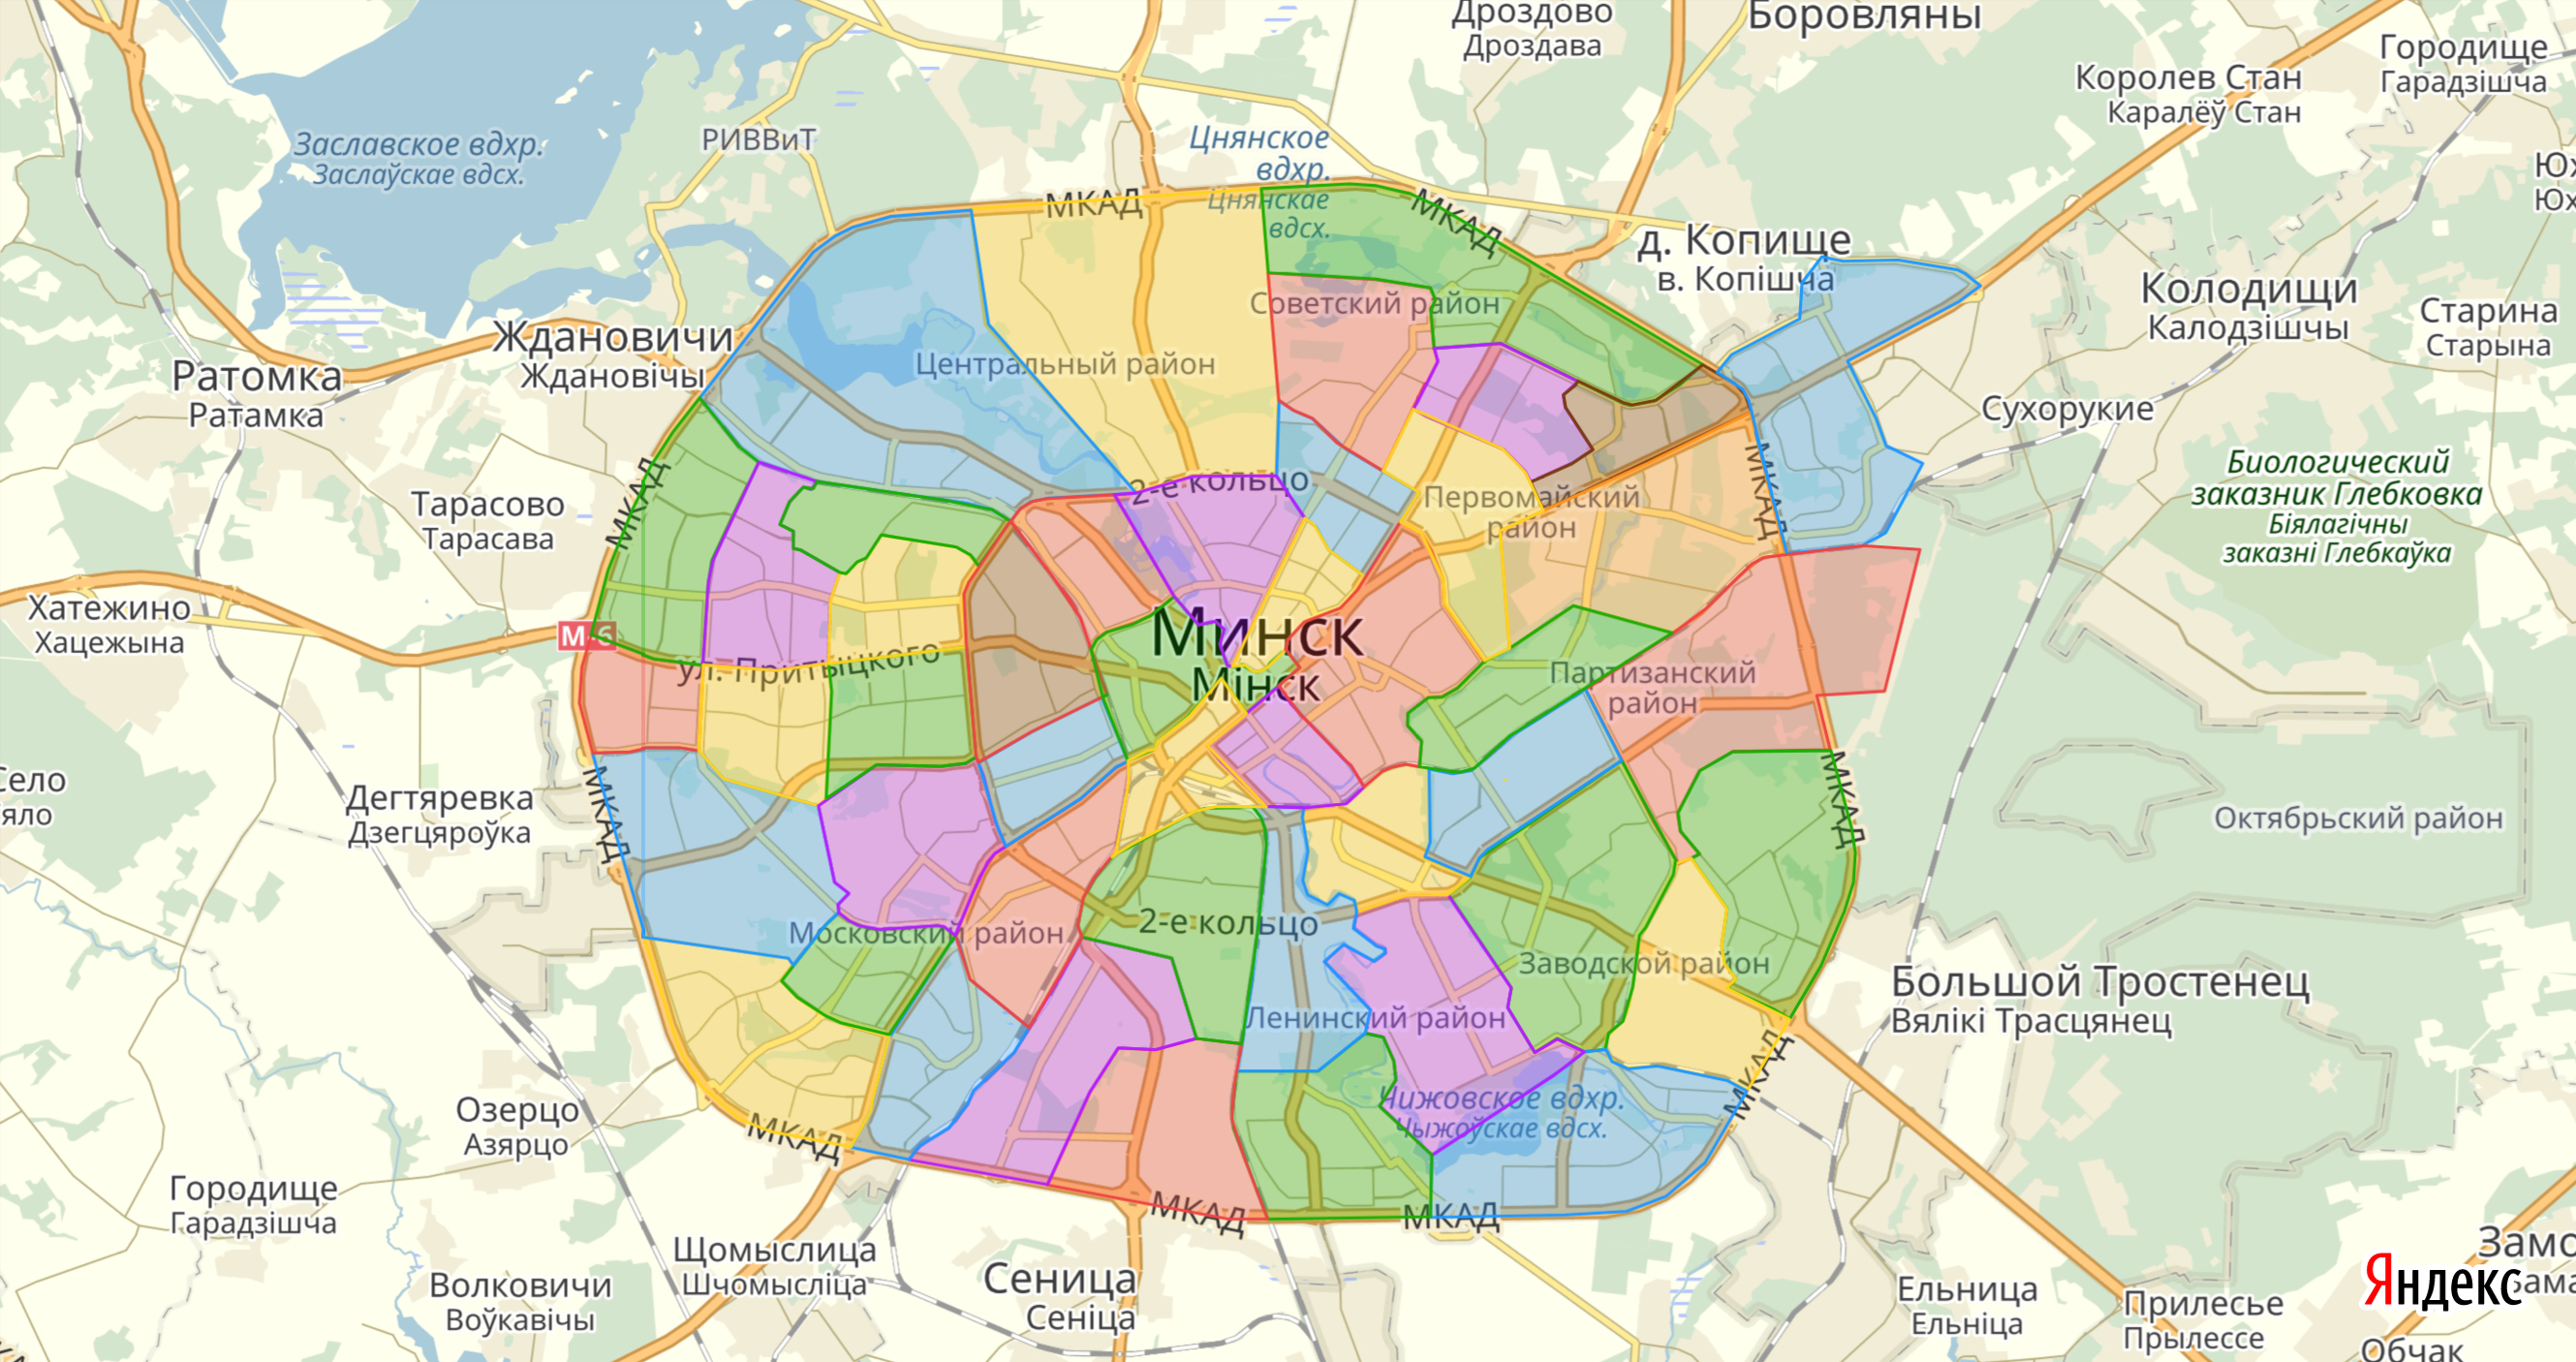 Дроздово
Дроздава
Боровляны
Городище
Гарадзішча
Королев Стан
Каралёў Стан
Заславское вдхр.
Заслаўскае вдсх.
РИВВиТ
Цнянское
вдхр.
Цнянскае
вдсх.
МКАД
МКАД
д. Копище
в. Копішча
Колодищи
Калодзішчы
Старина
Старына
Советский район
Ждановичи
Ждановічы
Центральный район
Ратомка
Ратамка
Сухорукие
Биологический
заказник Глебковка
Біялагічны
заказні Глебкаўка
МКАД
2-е кольцо
Первомайский
район
МКАД
Тарасово
Тарасава
Хатежино
Хацежына
М-6
Минск
Мінск
ул. Притыцкого
Партизанский
район
Село
яло
МКАД
Дегтяревка
Дзегцяроўка
МКАД
Октябрьский район
Московский район
2-е кольцо
Заводской район
Большой Тростенец
Вялікі Трасцянец
Ленинский район
Чижовское вдхр.
Чыжоўскае вдсх.
МКАД
Озерцо
Азярцо
МКАД
Городище
Гарадзішча
МКАД
МКАД
Щомыслица
Шчомысліца
Сеница
Сеніца
Волковичи
Воўкавічы
Ельница
Ельніца
Прилесье
Прылессе
Обчак
Яндекс